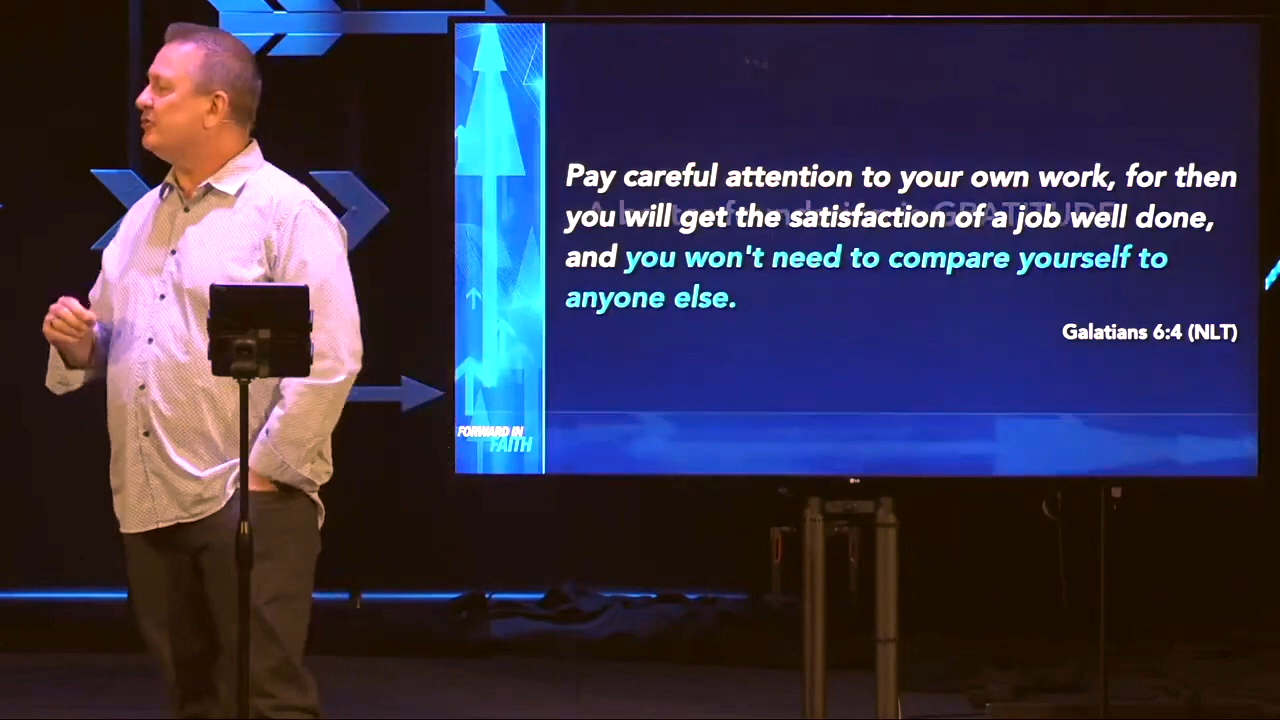 Pay careful attention to your own work, for then
you will get the satisfaction of a job well done,
and you won't need to compare yourself to
anyone else.
Galatians 6:4 (NLT)
FORWARD IN
FAITH
LG